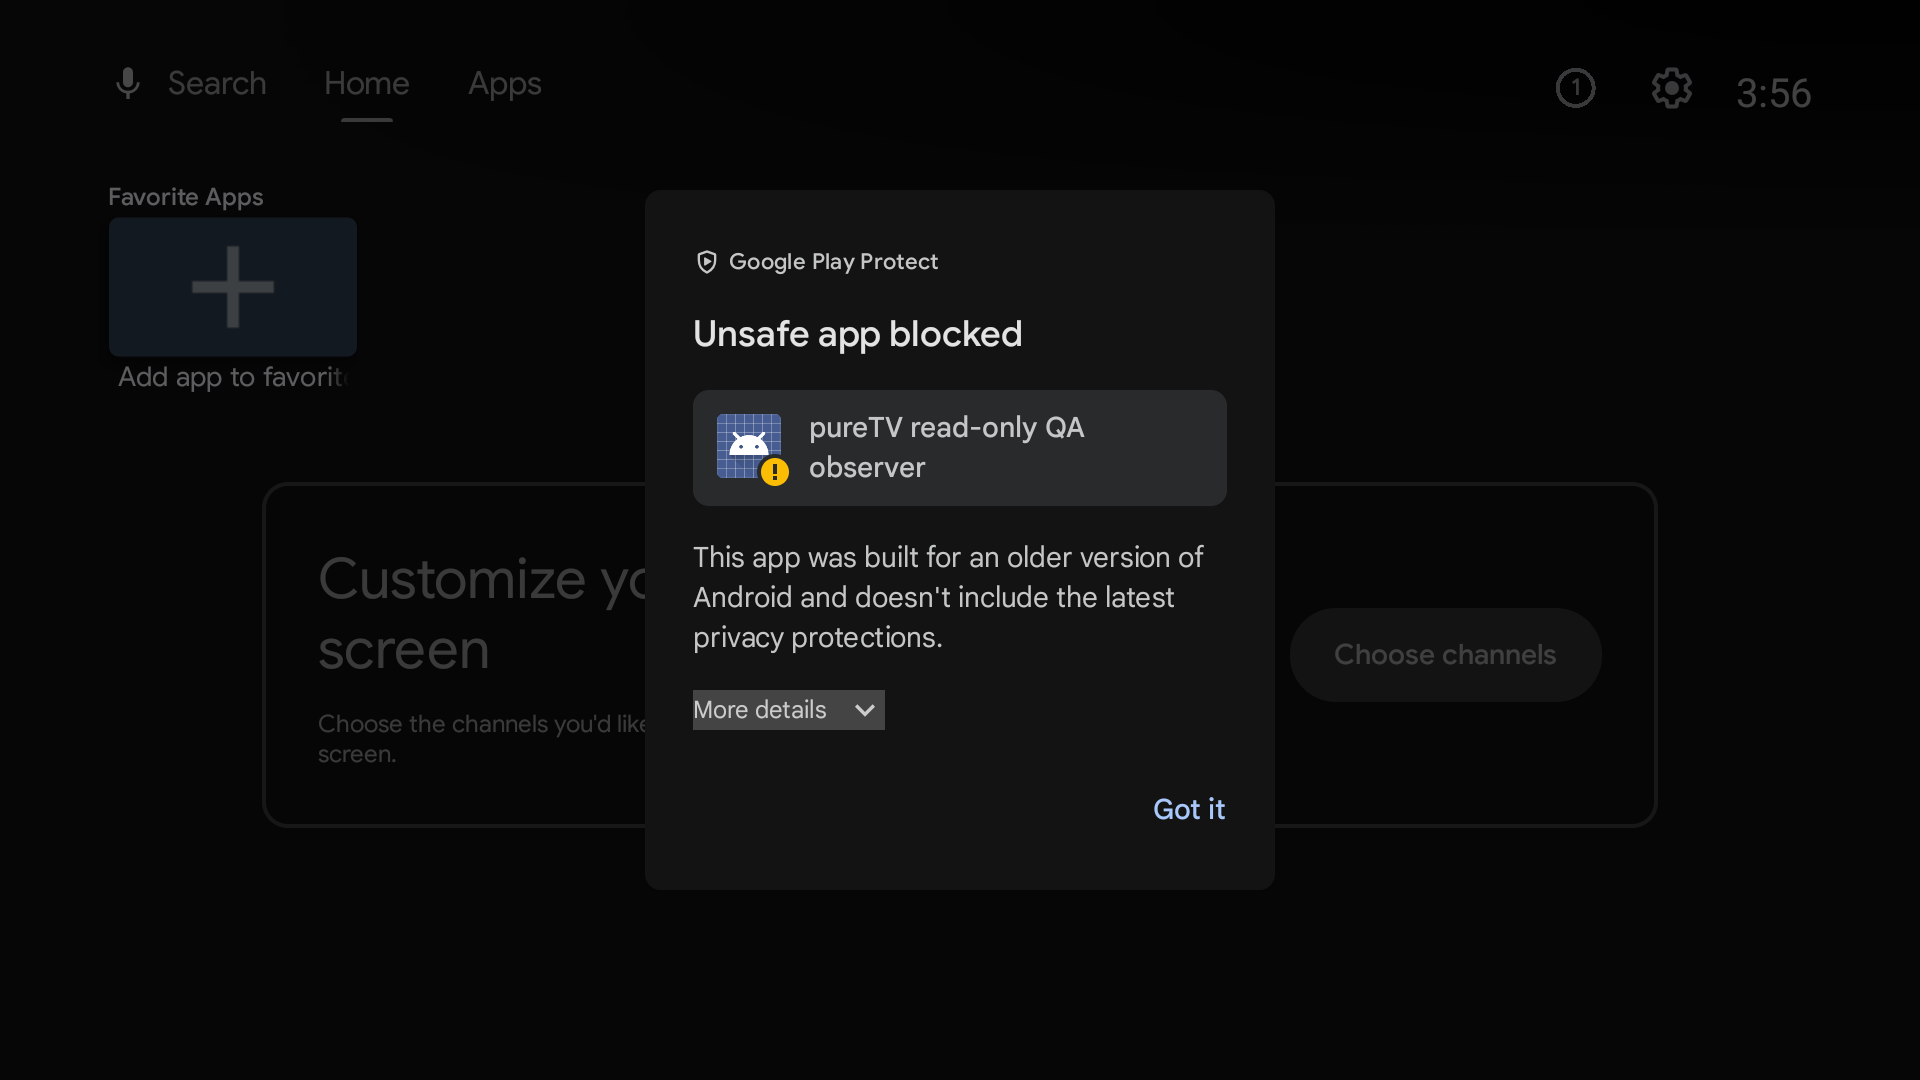 Search
Home
Apps
1
3:56
Favorite Apps
Add app to favorite
Google Play Protect
Unsafe app blocked
pureTV read-only QA
observer
This app was built for an older version of
Android and doesn't include the latest
privacy protections.
More details
Got it
Customize yo
screen
Choose the channels you'd like
screen.
Choose channels